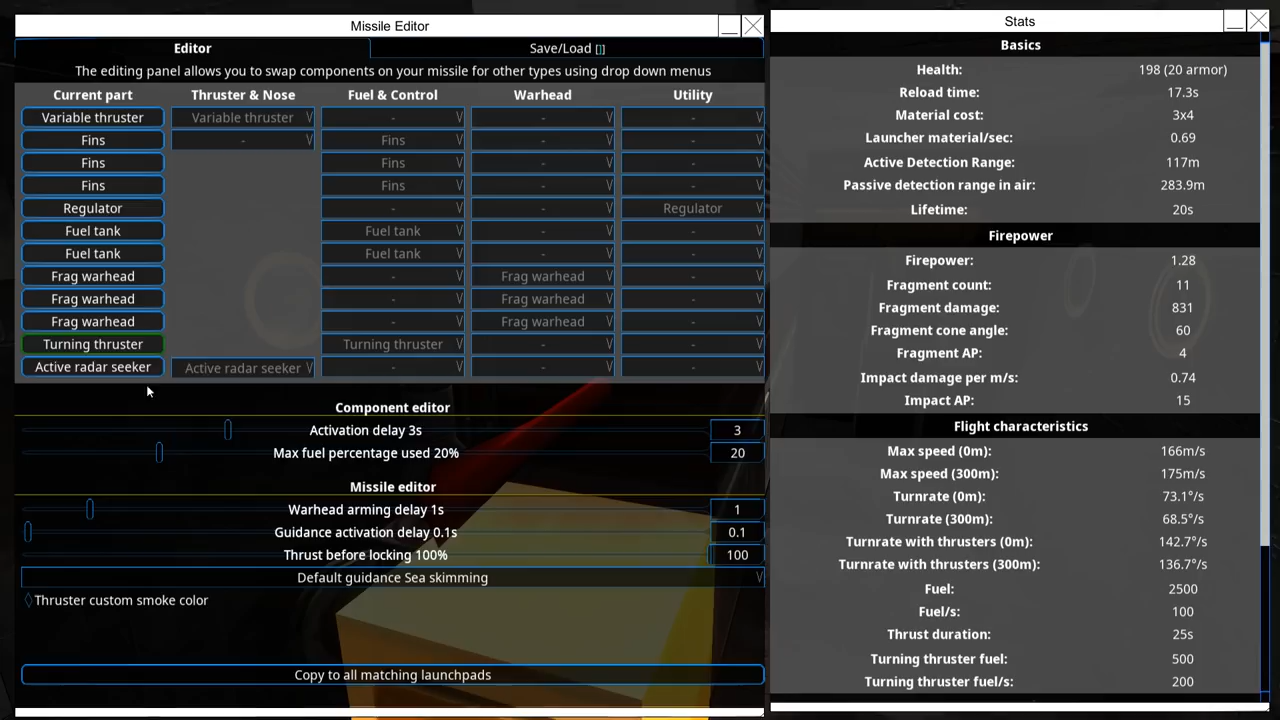 Missile Editor
Editor
Save/Load []]
The editing panel allows you to swap components on your missile for other types using drop down menus
Current part Thruster & Nose Fuel & Control Warhead Utility
Variable thruster Variable thruster V - V - V - V
Fins - V Fins V - V - V
Fins Fins V - V - V
Fins Fins V - V - V
Regulator - V - V Regulator V
Fuel tank Fuel tank V - V - V
Fuel tank Fuel tank V - V - V
Frag warhead - V Frag warhead V - V
Frag warhead - V Frag warhead V - V
Frag warhead - V Frag warhead V - V
Turning thruster Turning thruster V - V - V
Active radar seeker Active radar seeker V - V - V - V
Component editor
Activation delay 3s 3
Max fuel percentage used 20% 20
Missile editor
Warhead arming delay 1s 1
Guidance activation delay 0.1s 0.1
Thrust before locking 100% 100
Default guidance Sea skimming V
Thruster custom smoke color
Copy to all matching launchpads
Stats
Basics
Health: 198 (20 armor)
Reload time: 17.3s
Material cost: 3x4
Launcher material/sec: 0.69
Active Detection Range: 117m
Passive detection range in air: 283.9m
Lifetime: 20s
Firepower
Firepower: 1.28
Fragment count: 11
Fragment damage: 831
Fragment cone angle: 60
Fragment AP: 4
Impact damage per m/s: 0.74
Impact AP: 15
Flight characteristics
Max speed (0m): 166m/s
Max speed (300m): 175m/s
Turnrate (0m): 73.1°/s
Turnrate (300m): 68.5°/s
Turnrate with thrusters (0m): 142.7°/s
Turnrate with thrusters (300m): 136.7°/s
Fuel: 2500
Fuel/s: 100
Thrust duration: 25s
Turning thruster fuel: 500
Turning thruster fuel/s: 200